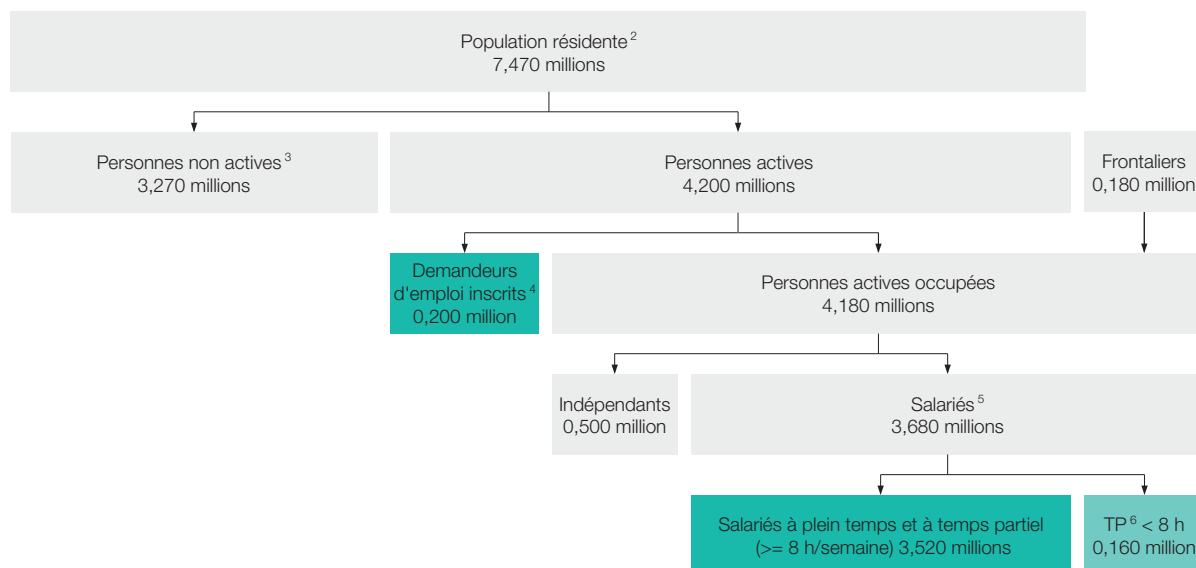 Population résidente 2
7,470 millions
Personnes non actives 3
3,270 millions
Personnes actives
4,200 millions
Frontaliers
0,180 million
Demandeurs
d'emploi inscrits 4
0,200 million
Personnes actives occupées
4,180 millions
Indépendants
0,500 million
Salariés 5
3,680 millions
Salariés à plein temps et à temps partiel
(>= 8 h/semaine) 3,520 millions
TP 6 < 8 h
0,160 million